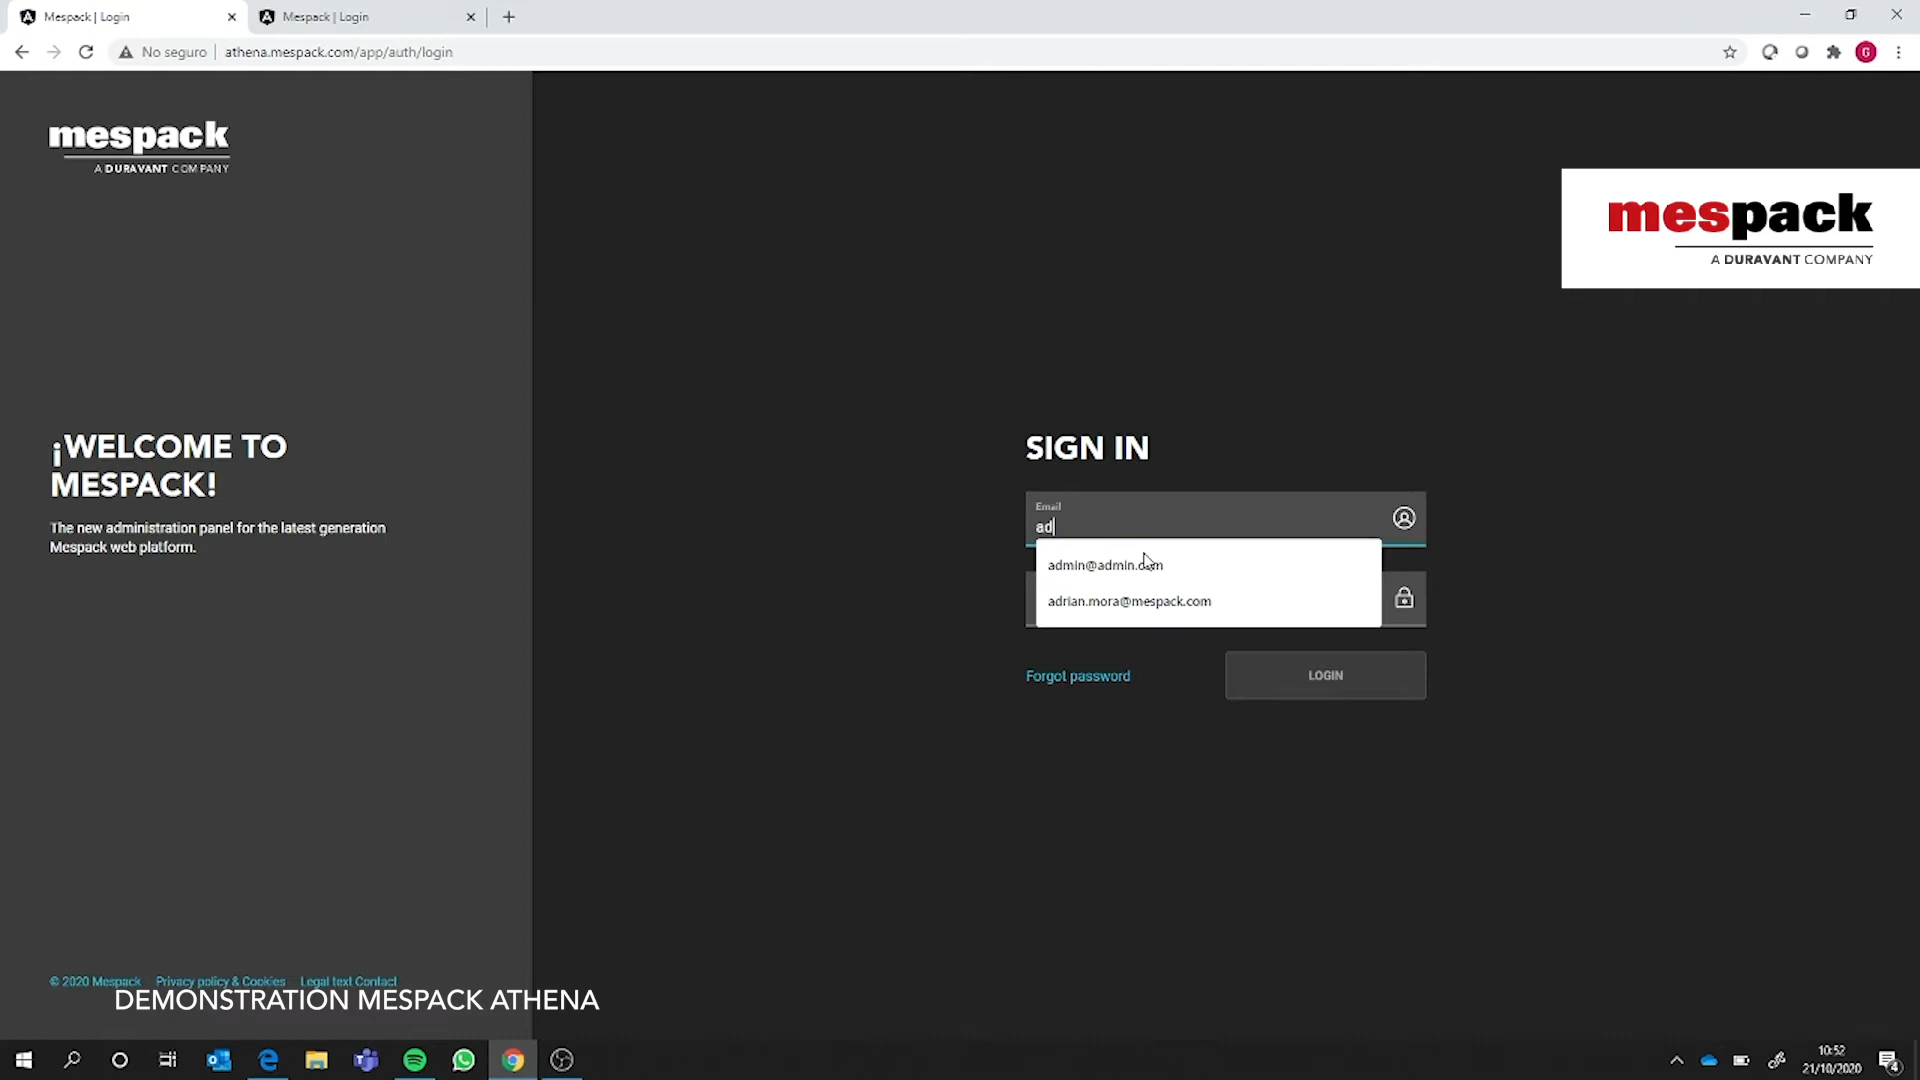 Mespack | Login
Mespack | Login
No seguro
athena.mespack.com/app/auth/login
G
mespack
A DURAVANT COMPANY
mespack
A DURAVANT COMPANY
¡WELCOME TO
MESPACK!
The new administration panel for the latest generation
Mespack web platform.
SIGN IN
Email
ad
admin@admin.com
adrian.mora@mespack.com
Forgot password
LOGIN
© 2020 Mespack Privacy policy & Cookies Legal text Contact
DEMONSTRATION MESPACK ATHENA
10:52
21/10/2020
4